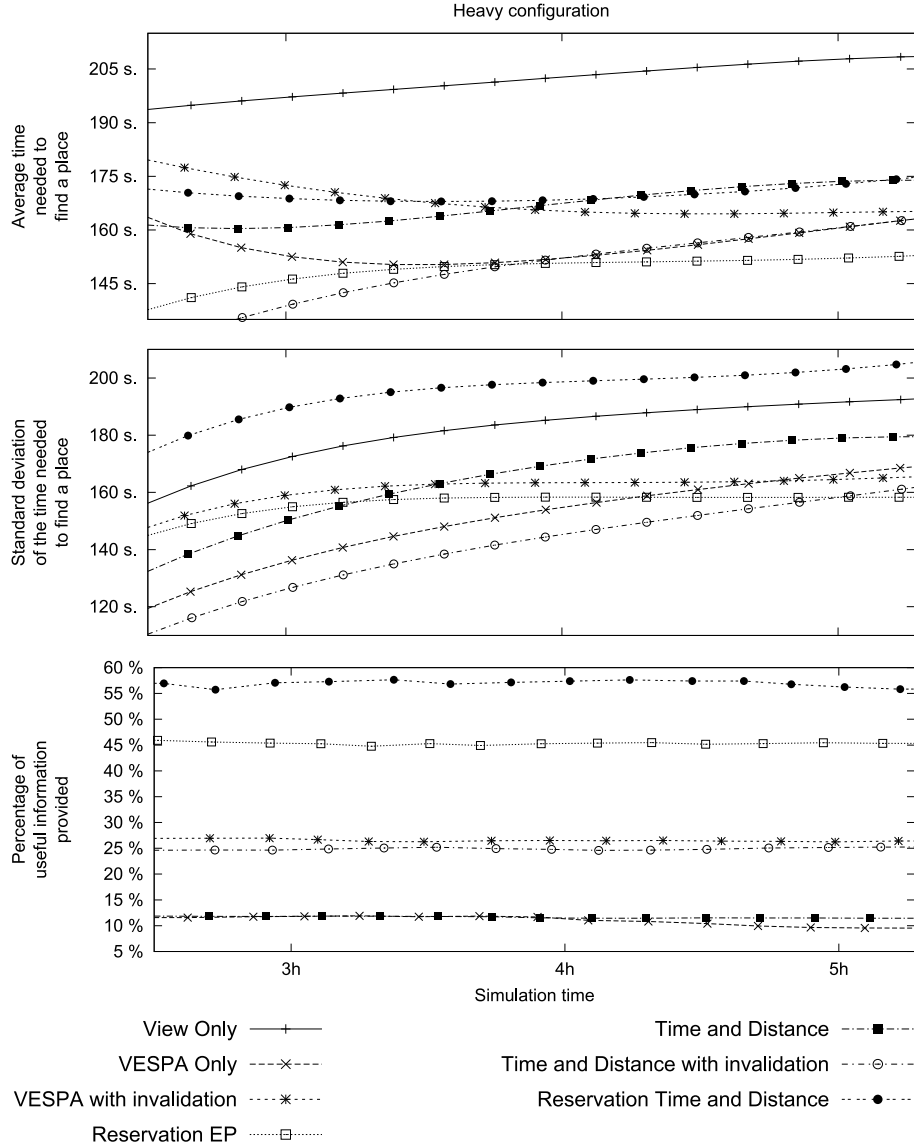 Heavy configuration
Average time
needed to
find a place
205 s.
190 s.
175 s.
160 s.
145 s.
Standard deviation
of the time needed
to find a place
200 s.
180 s.
160 s.
140 s.
120 s.
Percentage of
useful information
provided
60 %
55 %
50 %
45 %
40 %
35 %
30 %
25 %
20 %
15 %
10 %
5 %
3h
4h
5h
Simulation time
View Only
VESPA Only
VESPA with invalidation
Reservation EP
Time and Distance
Time and Distance with invalidation
Reservation Time and Distance